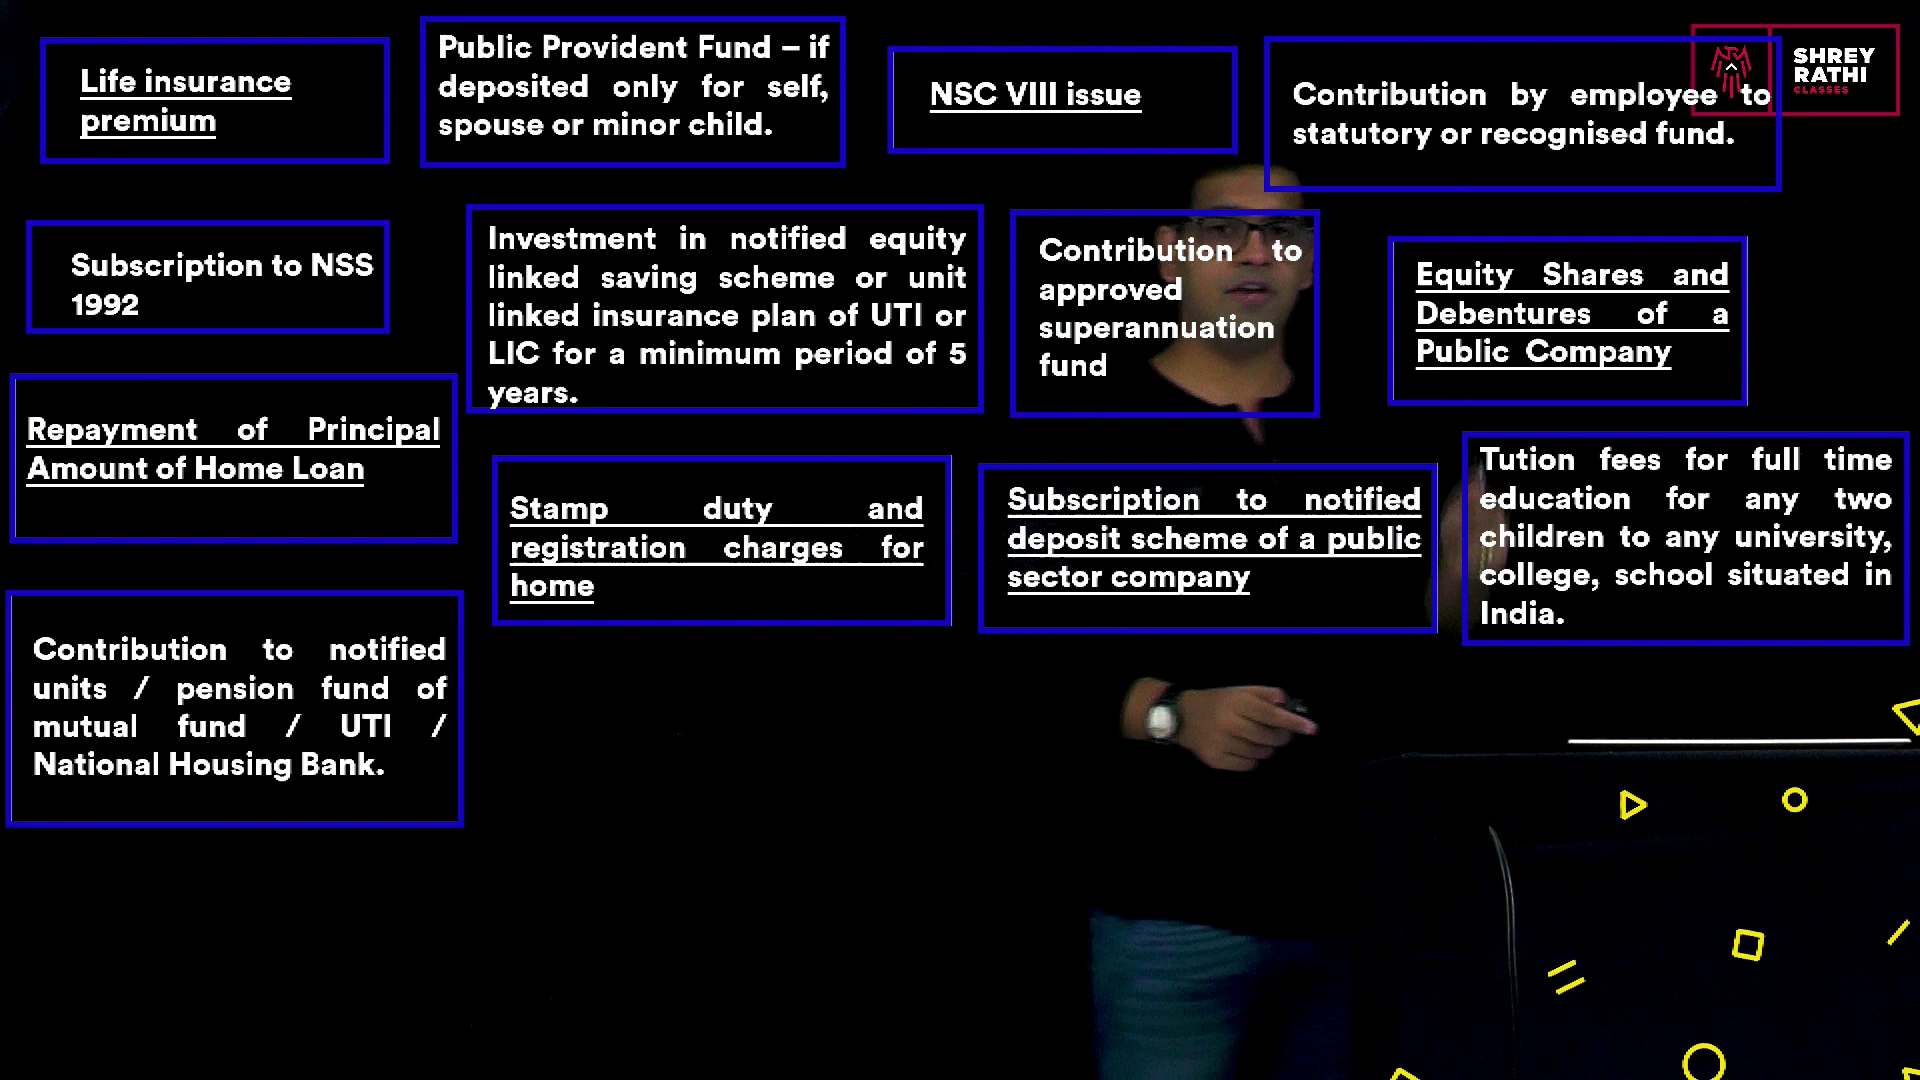 Life insurance
premium
Public Provident Fund – if
deposited only for self,
spouse or minor child.
NSC VIII issue
Contribution by employee to
statutory or recognised fund.
SHREY
RATHI
CLASSES
Subscription to NSS
1992
Investment in notified equity
linked saving scheme or unit
linked insurance plan of UTI or
LIC for a minimum period of 5
years.
Contribution to
approved
superannuation
fund
Equity Shares and
Debentures of a
Public Company
Repayment of Principal
Amount of Home Loan
Stamp duty and
registration charges for
home
Subscription to notified
deposit scheme of a public
sector company
Tution fees for full time
education for any two
children to any university,
college, school situated in
India.
Contribution to notified
units / pension fund of
mutual fund / UTI /
National Housing Bank.